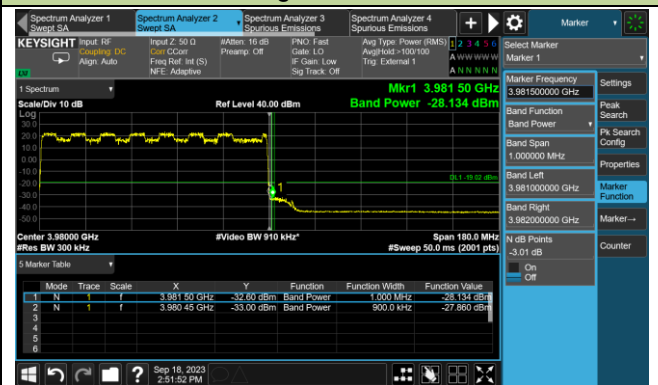 Spectrum Analyzer 1
Swept SA
Spectrum Analyzer 2
Swept SA
Spectrum Analyzer 3
Spurious Emissions
Spectrum Analyzer 4
Spurious Emissions
Marker
KEYSIGHT
Input: RF
Coupling: DC
Align: Auto
Input Z: 50 Ω
Corr CCorr
Freq Ref: Int (S)
NFE: Adaptive
#Atten: 16 dB
Preamp: Off
PNO: Fast
Gate: LO
IF Gain: Low
Sig Track: Off
Avg Type: Power (RMS)
Avg|Hold:>100/100
Trig: External 1
1 2 3 4 5 6
A W W W W W
A N N N N N
LXI
1 Spectrum
Scale/Div 10 dB
Ref Level 40.00 dBm
Mkr1 3.981 50 GHz
Band Power -28.134 dBm
Log
30.0
20.0
10.0
0.00
-10.0
-20.0
-30.0
-40.0
-50.0
DL1 -19.02 dBm
1
Center 3.98000 GHz
#Res BW 300 kHz
#Video BW 910 kHz*
Span 180.0 MHz
#Sweep 50.0 ms (2001 pts)
5 Marker Table
Mode Trace Scale X Y Function Function Width Function Value
1 N 1 f 3.981 50 GHz -32.60 dBm Band Power 1.000 MHz -28.134 dBm
2 N 1 f 3.980 45 GHz -33.00 dBm Band Power 900.0 kHz -27.860 dBm
3
4
5
6
Sep 18, 2023
2:51:52 PM
Select Marker
Marker 1
Marker Frequency
3.981500000 GHz
Band Function
Band Power
Band Span
1.000000 MHz
Band Left
3.981000000 GHz
Band Right
3.982000000 GHz
N dB Points
-3.01 dB
On
Off
Settings
Peak
Search
Pk Search
Config
Properties
Marker
Function
Marker→
Counter